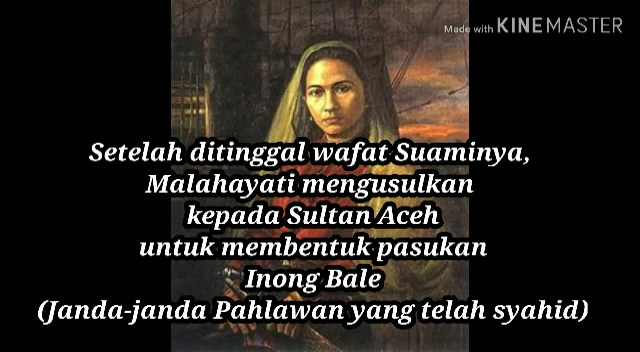 Made with KINEMASTER
Setelah ditinggal wafat Suaminya,
Malahayati mengusulkan
kepada Sultan Aceh
untuk membentuk pasukan
Inong Bale
(Janda-janda Pahlawan yang telah syahid)